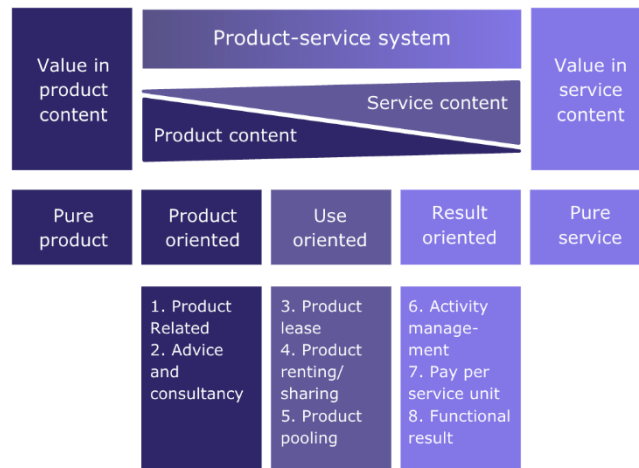 Value in
product
content
Product-service system
Service content
Product content
Value in
service
content
Pure
product
Product
oriented
Use
oriented
Result
oriented
Pure
service
1. Product
Related
2. Advice
and
consultancy
3. Product
lease
4. Product
renting/
sharing
5. Product
pooling
6. Activity
manage-
ment
7. Pay per
service unit
8. Functional
result